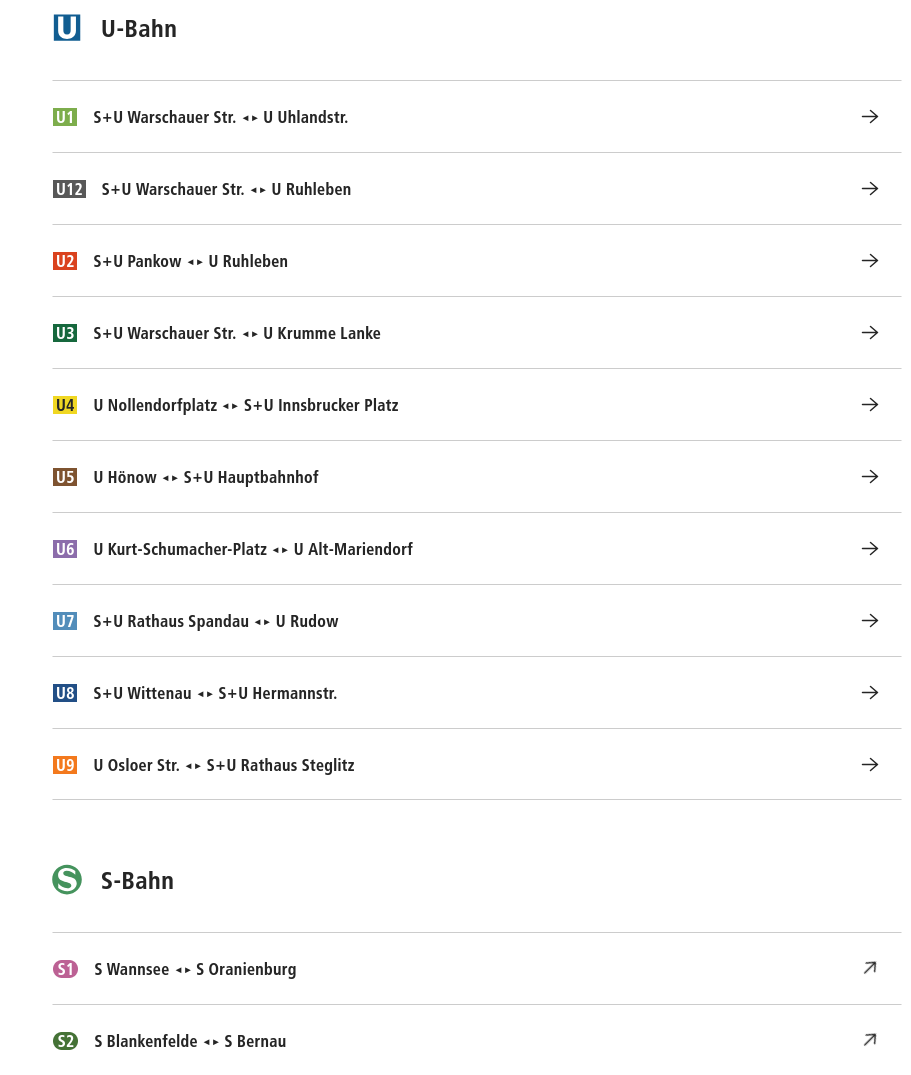 U U-Bahn
U1 S+U Warschauer Str. ◂ ▸ U Uhlandstr.
U12 S+U Warschauer Str. ◂ ▸ U Ruhleben
U2 S+U Pankow ◂ ▸ U Ruhleben
U3 S+U Warschauer Str. ◂ ▸ U Krumme Lanke
U4 U Nollendorfplatz ◂ ▸ S+U Innsbrucker Platz
U5 U Hönow ◂ ▸ S+U Hauptbahnhof
U6 U Kurt-Schumacher-Platz ◂ ▸ U Alt-Mariendorf
U7 S+U Rathaus Spandau ◂ ▸ U Rudow
U8 S+U Wittenau ◂ ▸ S+U Hermannstr.
U9 U Osloer Str. ◂ ▸ S+U Rathaus Steglitz
S S-Bahn
S1 S Wannsee ◂ ▸ S Oranienburg
S2 S Blankenfelde ◂ ▸ S Bernau